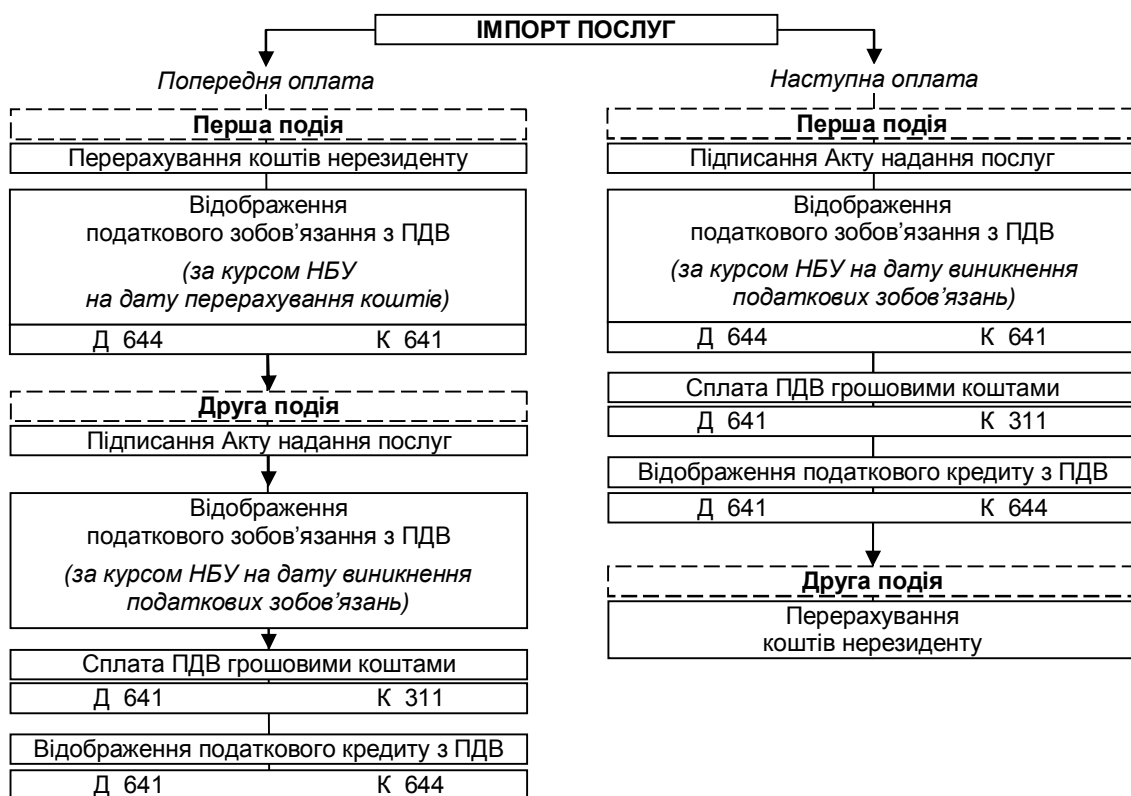 ІМПОРТ ПОСЛУГ
Попередня оплата
Перша подія
Перерахування коштів нерезиденту
Відображення
податкового зобов’язання з ПДВ
(за курсом НБУ
на дату перерахування коштів)
Д 644 К 641
Друга подія
Підписання Акту надання послуг
Відображення
податкового зобов’язання з ПДВ
(за курсом НБУ на дату виникнення
податкових зобов’язань)
Сплата ПДВ грошовими коштами
Д 641 К 311
Відображення податкового кредиту з ПДВ
Д 641 К 644
Наступна оплата
Перша подія
Підписання Акту надання послуг
Відображення
податкового зобов’язання з ПДВ
(за курсом НБУ на дату виникнення
податкових зобов’язань)
Д 644 К 641
Сплата ПДВ грошовими коштами
Д 641 К 311
Відображення податкового кредиту з ПДВ
Д 641 К 644
Друга подія
Перерахування
коштів нерезиденту